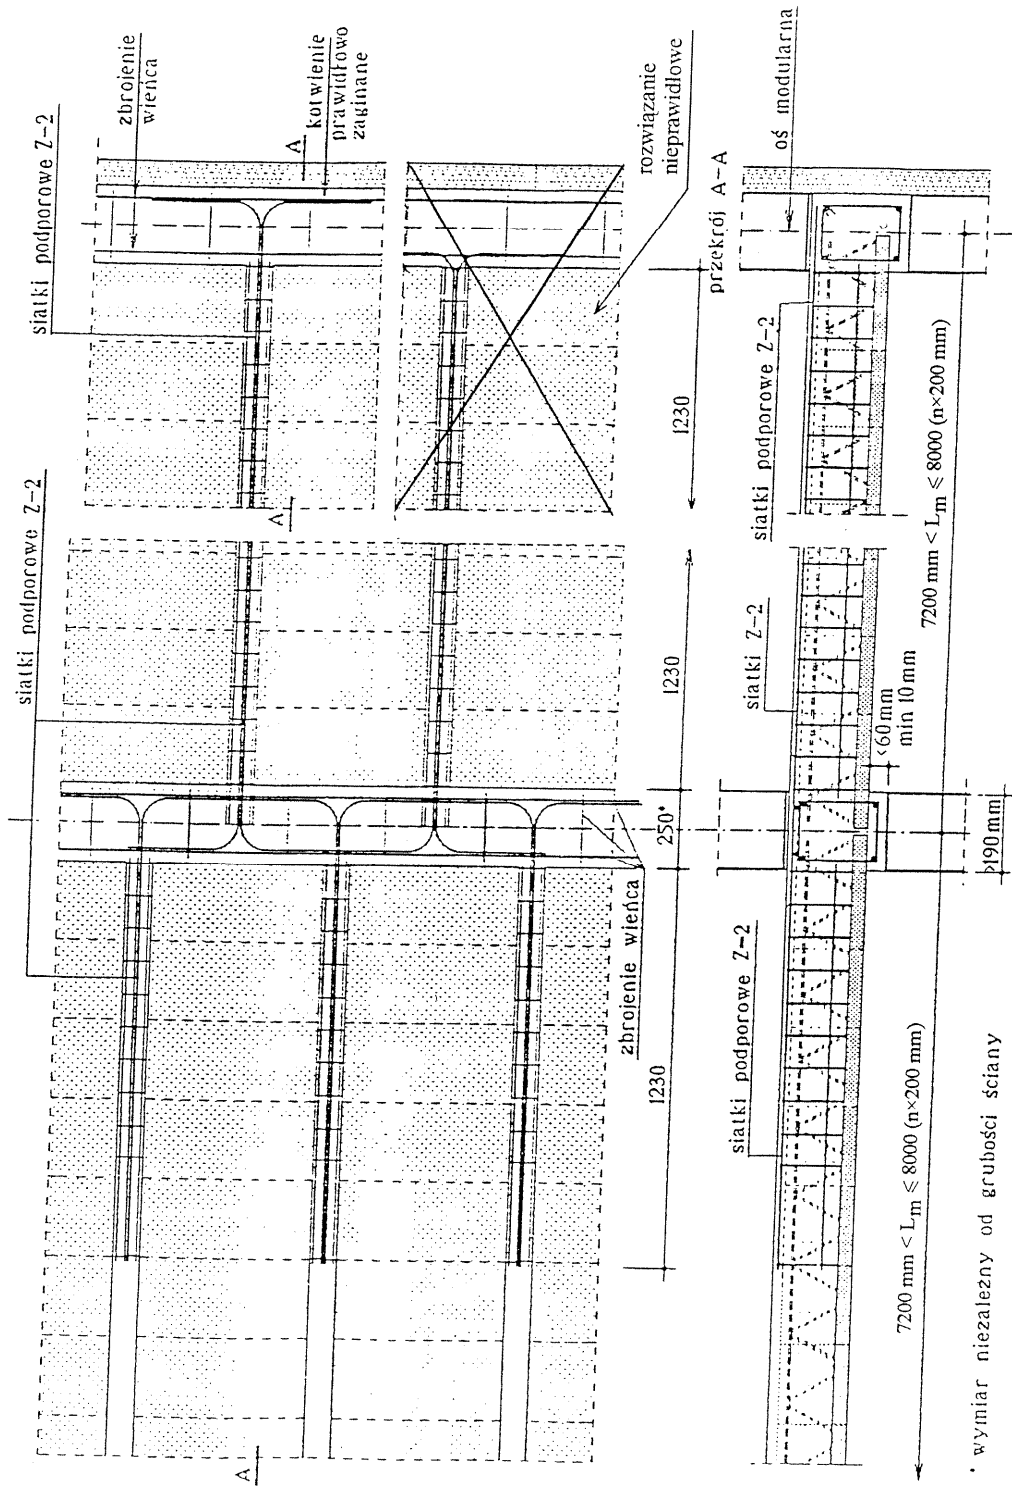 siatki podporowe Z-2
siatki podporowe Z-2
zbrojenie
wieńca
A
kotwienie
prawidłowo
zaginane
A
A
rozwiązanie
nieprawidłowe
zbrojenie wieńca
1230
250*
1230
1230
przekrój A-A
siatki podporowe Z-2
siatki Z-2
siatki podporowe Z-2
oś modularna
<60mm
min 10mm
>190mm
7200 mm < Lm ⩽ 8000 (n×200 mm)
7200 mm < Lm ⩽ 8000 (n×200 mm)
* wymiar niezależny od grubości ściany